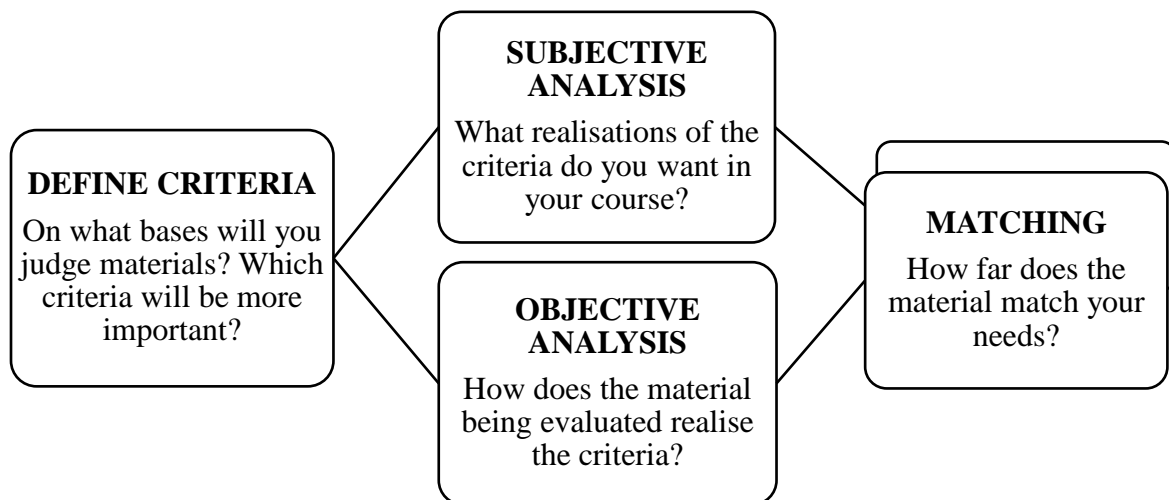 DEFINE CRITERIA
On what bases will you
judge materials? Which
criteria will be more
important?
SUBJECTIVE
ANALYSIS
What realisations of the
criteria do you want in
your course?
OBJECTIVE
ANALYSIS
How does the material
being evaluated realise
the criteria?
MATCHING
How far does the
material match your
needs?